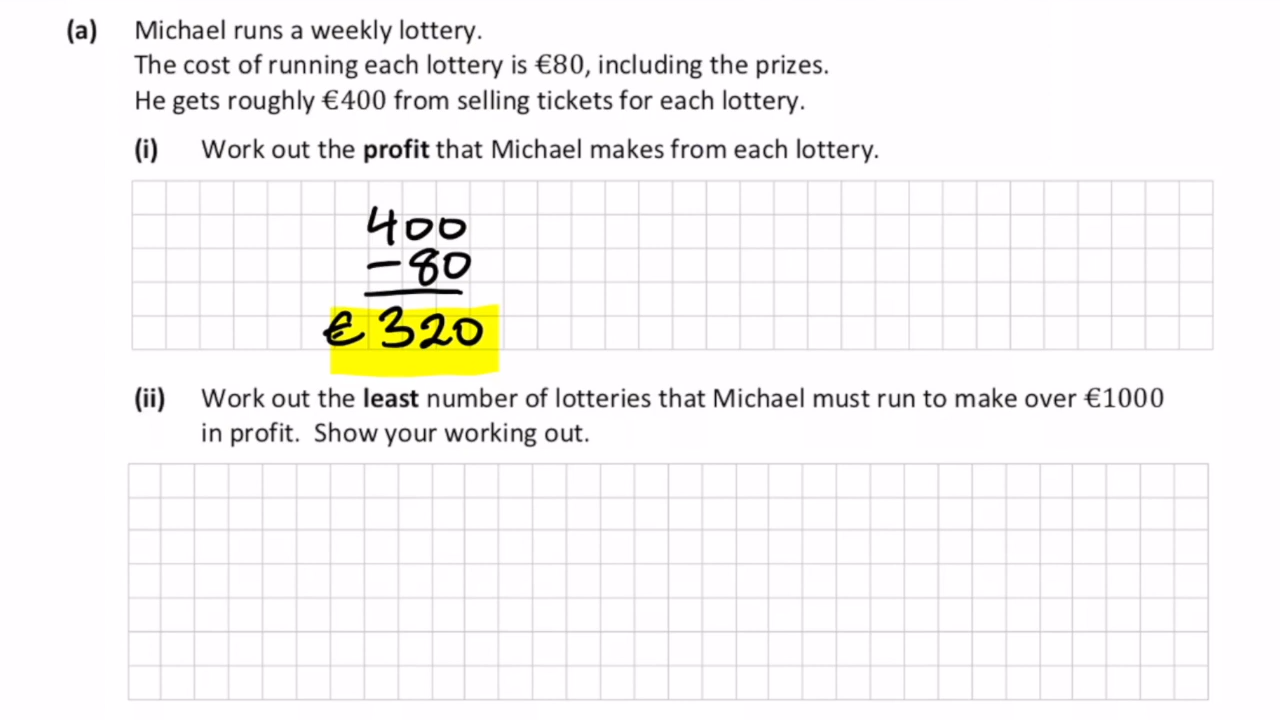 (a) Michael runs a weekly lottery.
The cost of running each lottery is €80, including the prizes.
He gets roughly €400 from selling tickets for each lottery.
(i) Work out the profit that Michael makes from each lottery.
400
-80
€320
(ii) Work out the least number of lotteries that Michael must run to make over €1000
in profit. Show your working out.